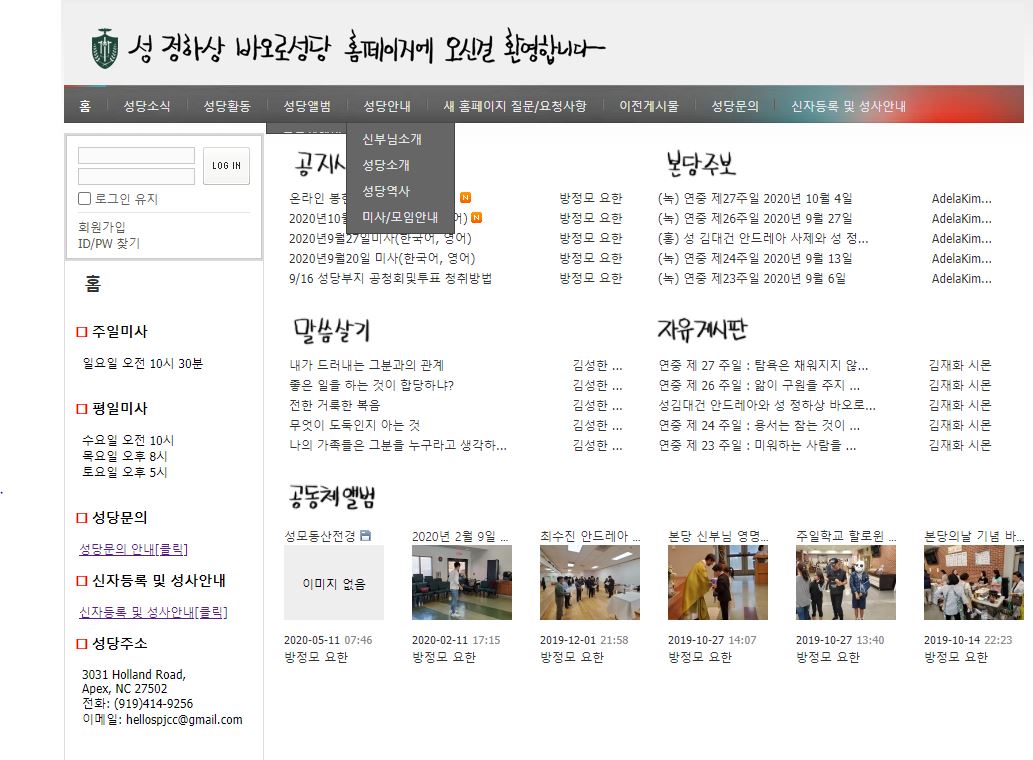 성 정하상 바오로성당 홈페이지에 오신걸 환영합니다~
홈 성당소식 성당활동 성당앨범 성당안내 새 홈페이지 질문/요청사항 이전게시물 성당문의 신자등록 및 성사안내
신부님소개
성당소개
성당역사
미사/모임안내
LOG IN
로그인 유지
회원가입
ID/PW 찾기
홈
주일미사
일요일 오전 10시 30분
평일미사
수요일 오전 10시
목요일 오후 8시
토요일 오후 5시
성당문의
성당문의 안내[클릭]
신자등록 및 성사안내
신자등록 및 성사안내[클릭]
성당주소
3031 Holland Road,
Apex, NC 27502
전화: (919)414-9256
이메일: hellospjcc@gmail.com
공지사
온라인 봉헌 N 방정모 요한
2020년10 어) N 방정모 요한
2020년9월27일미사(한국어, 영어) 방정모 요한
2020년9월20일 미사(한국어, 영어) 방정모 요한
9/16 성당부지 공청회및투표 청취방법 방정모 요한
본당주보
(녹) 연중 제27주일 2020년 10월 4일 AdelaKim...
(녹) 연중 제26주일 2020년 9월 27일 AdelaKim...
(홍) 성 김대건 안드레아 사제와 성 정... AdelaKim...
(녹) 연중 제24주일 2020년 9월 13일 AdelaKim...
(녹) 연중 제23주일 2020년 9월 6일 AdelaKim...
말씀살기
내가 드러내는 그분과의 관계 김성한 ...
좋은 일을 하는 것이 합당하냐? 김성한 ...
전한 거룩한 복음 김성한 ...
무엇이 도둑인지 아는 것 김성한 ...
나의 가족들은 그분을 누구라고 생각하... 김성한 ...
자유게시판
연중 제 27 주일 : 탐욕은 채워지지 않... 김재화 시몬
연중 제 26 주일 : 앎이 구원을 주지 ... 김재화 시몬
성김대건 안드레아와 성 정하상 바오로... 김재화 시몬
연중 제 24 주일 : 용서는 참는 것이 ... 김재화 시몬
연중 제 23 주일 : 미워하는 사람을 ... 김재화 시몬
공동체앨범
성모동산전경 2020년 2월 9일 ... 최수진 안드레아 ... 본당 신부님 영명... 주일학교 할로윈 ... 본당의날 기념 바...
이미지 없음
2020-05-11 07:46 2020-02-11 17:15 2019-12-01 21:58 2019-10-27 14:07 2019-10-27 13:40 2019-10-14 22:23
방정모 요한 방정모 요한 방정모 요한 방정모 요한 방정모 요한 방정모 요한